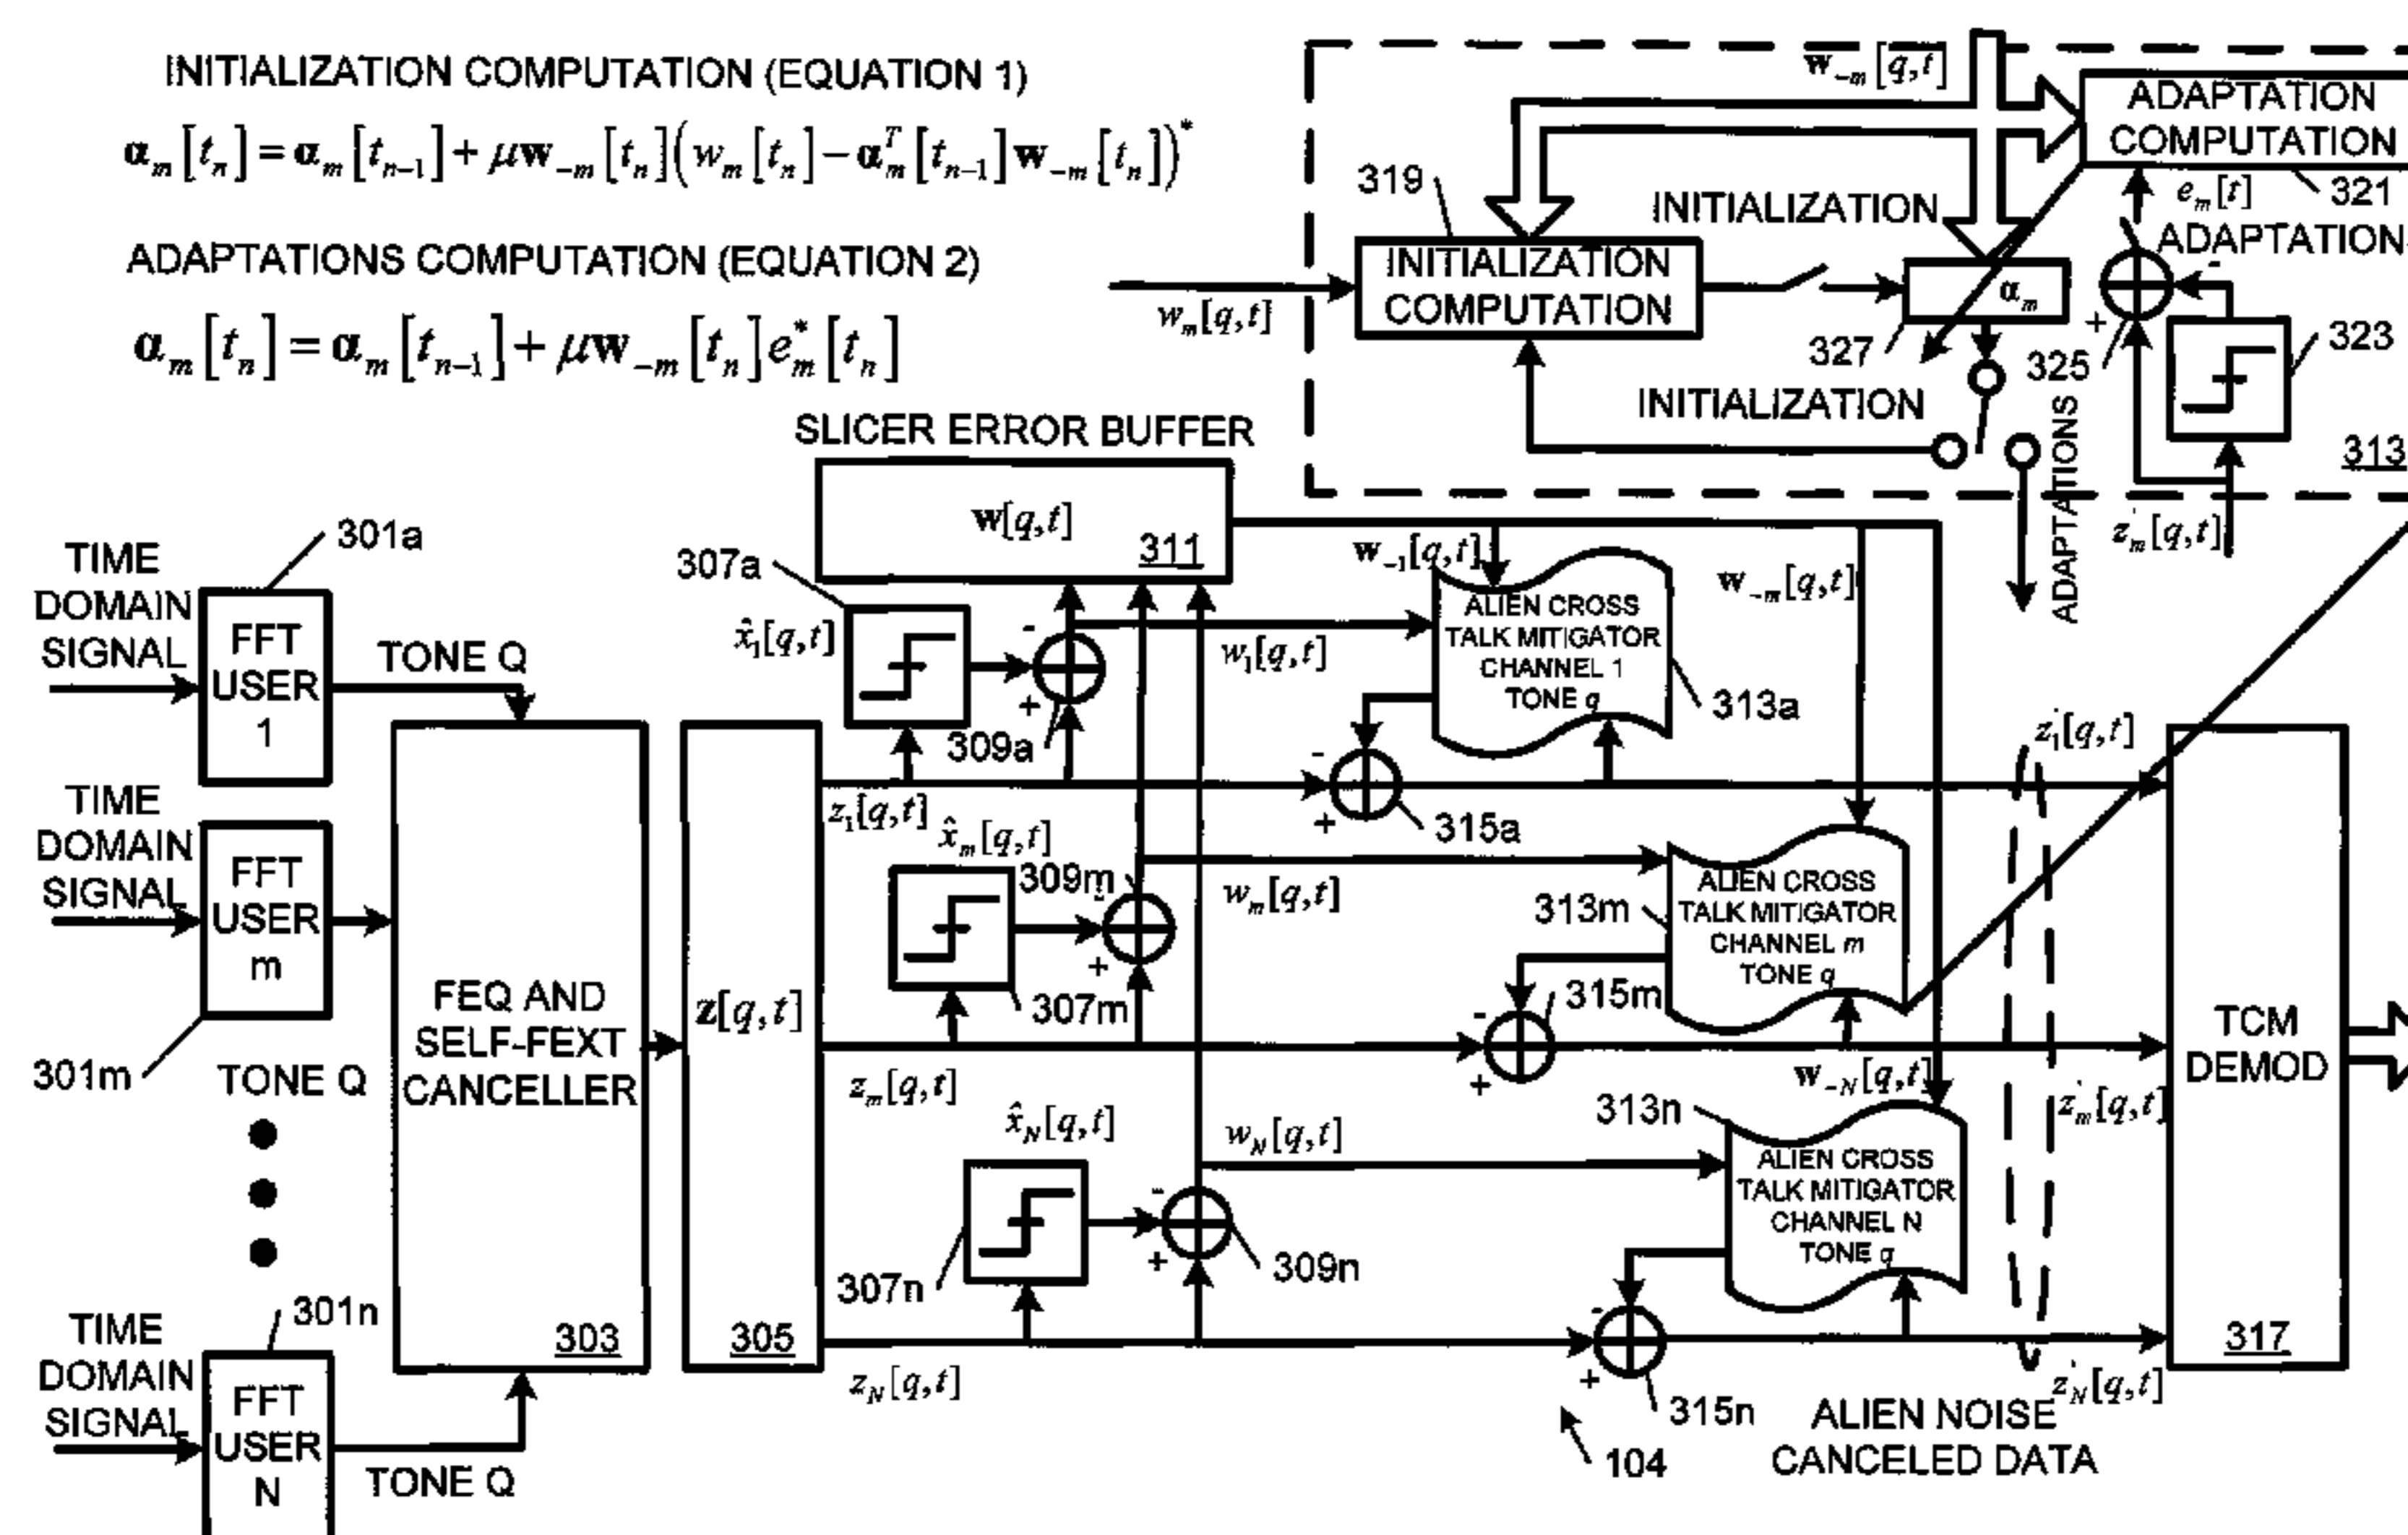 INITIALIZATION COMPUTATION (EQUATION 1)
α_m [t_n] = α_m [t_{n-1}] + μw_{-m} [t_n] (w_m [t_n] - α_m^T [t_{n-1}] w_{-m} [t_n])^*
ADAPTATIONS COMPUTATION (EQUATION 2)
α_m [t_n] = α_m [t_{n-1}] + μw_{-m} [t_n] e_m^* [t_n]
w_{-m}[q,t]
ADAPTATION
COMPUTATION
319
INITIALIZATION
e_m[t]
321
ADAPTATION
INITIALIZATION
COMPUTATION
w_m[q,t]
α_m
-
+
327
325
323
INITIALIZATION
ADAPTATIONS
313
z'_m[q,t]
SLICER ERROR BUFFER
w[q,t]
311
TIME
DOMAIN
SIGNAL
301a
FFT
USER
1
TONE Q
307a
x̂_1[q,t]
-
+
309a
w_{-1}[q,t]
w_1[q,t]
ALIEN CROSS
TALK MITIGATOR
CHANNEL 1
TONE q
313a
w_{-m}[q,t]
z_1[q,t]
-
+
315a
z'_1[q,t]
TIME
DOMAIN
SIGNAL
FFT
USER
m
301m
TONE Q
FEQ AND
SELF-FEXT
CANCELLER
303
z[q,t]
305
x̂_m[q,t]
309m
-
+
307m
w_m[q,t]
ALIEN CROSS
TALK MITIGATOR
CHANNEL m
TONE q
313m
z_m[q,t]
-
+
315m
w_{-N}[q,t]
z'_m[q,t]
TCM
DEMOD
317
x̂_N[q,t]
w_N[q,t]
-
+
307n
309n
313n
ALIEN CROSS
TALK MITIGATOR
CHANNEL N
TONE q
z_N[q,t]
-
+
315n
z'_N[q,t]
TIME
DOMAIN
SIGNAL
301n
FFT
USER
N
TONE Q
104
ALIEN NOISE
CANCELED DATA